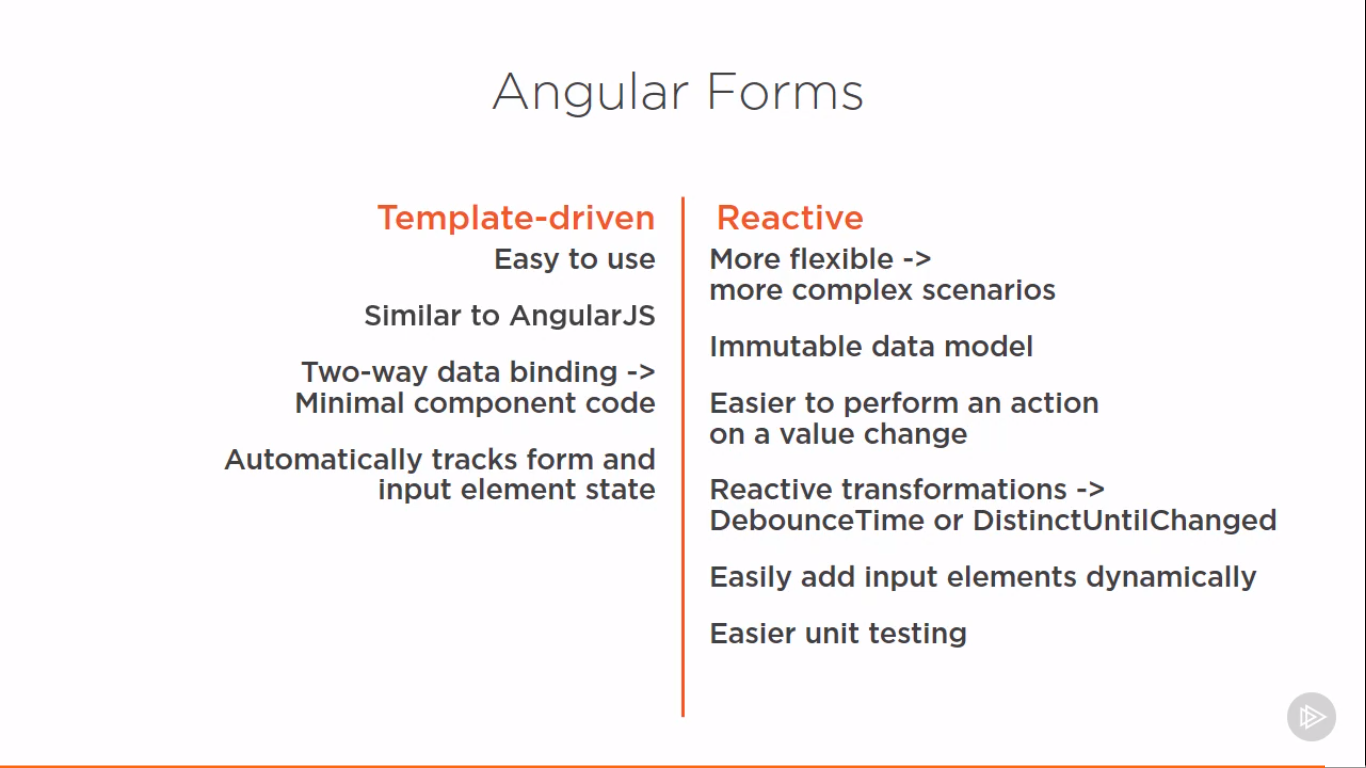 Angular Forms
Template-driven
Easy to use
Similar to AngularJS
Two-way data binding ->
Minimal component code
Automatically tracks form and
input element state
Reactive
More flexible ->
more complex scenarios
Immutable data model
Easier to perform an action
on a value change
Reactive transformations ->
DebounceTime or DistinctUntilChanged
Easily add input elements dynamically
Easier unit testing